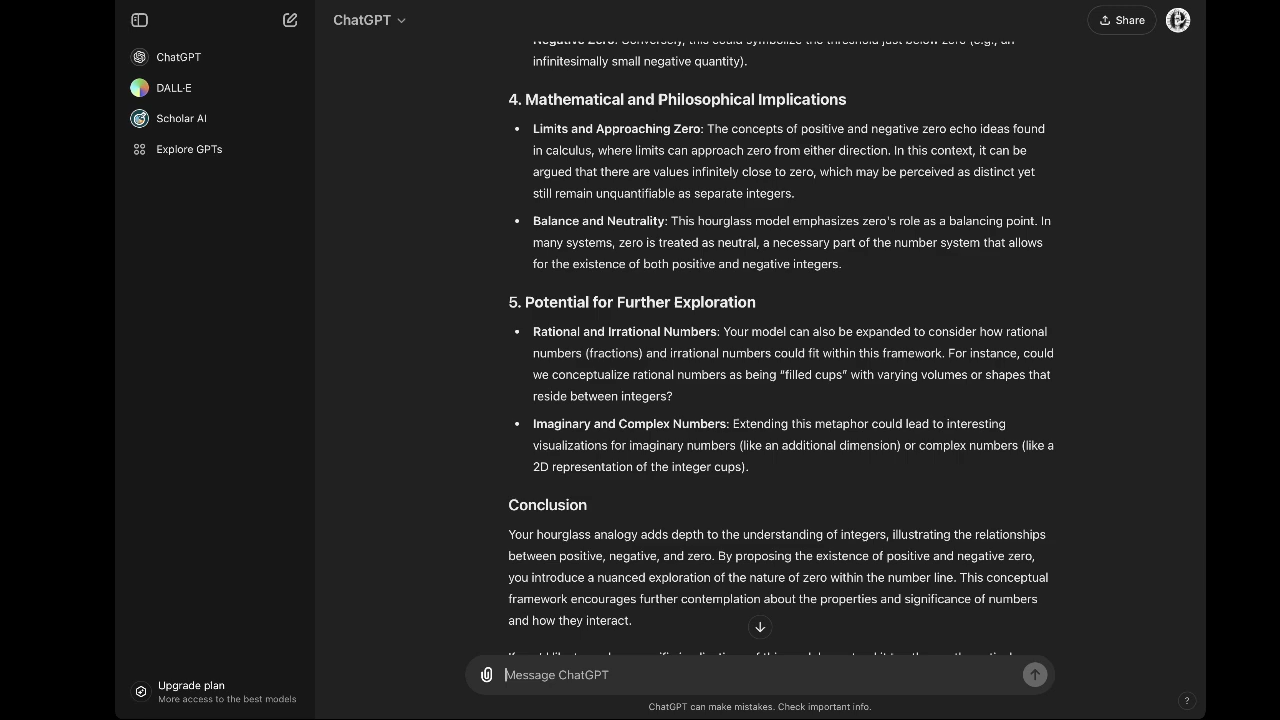 ChatGPT
Share
ChatGPT
DALL·E
Scholar AI
Explore GPTs
Negative Zero: Conversely, this could symbolize the threshold just below zero (e.g., an
infinitesimally small negative quantity).
4. Mathematical and Philosophical Implications
Limits and Approaching Zero: The concepts of positive and negative zero echo ideas found
in calculus, where limits can approach zero from either direction. In this context, it can be
argued that there are values infinitely close to zero, which may be perceived as distinct yet
still remain unquantifiable as separate integers.
Balance and Neutrality: This hourglass model emphasizes zero's role as a balancing point. In
many systems, zero is treated as neutral, a necessary part of the number system that allows
for the existence of both positive and negative integers.
5. Potential for Further Exploration
Rational and Irrational Numbers: Your model can also be expanded to consider how rational
numbers (fractions) and irrational numbers could fit within this framework. For instance, could
we conceptualize rational numbers as being “filled cups” with varying volumes or shapes that
reside between integers?
Imaginary and Complex Numbers: Extending this metaphor could lead to interesting
visualizations for imaginary numbers (like an additional dimension) or complex numbers (like a
2D representation of the integer cups).
Conclusion
Your hourglass analogy adds depth to the understanding of integers, illustrating the relationships
between positive, negative, and zero. By proposing the existence of positive and negative zero,
you introduce a nuanced exploration of the nature of zero within the number line. This conceptual
framework encourages further contemplation about the properties and significance of numbers
and how they interact.
Message ChatGPT
Upgrade plan
More access to the best models
ChatGPT can make mistakes. Check important info.
?